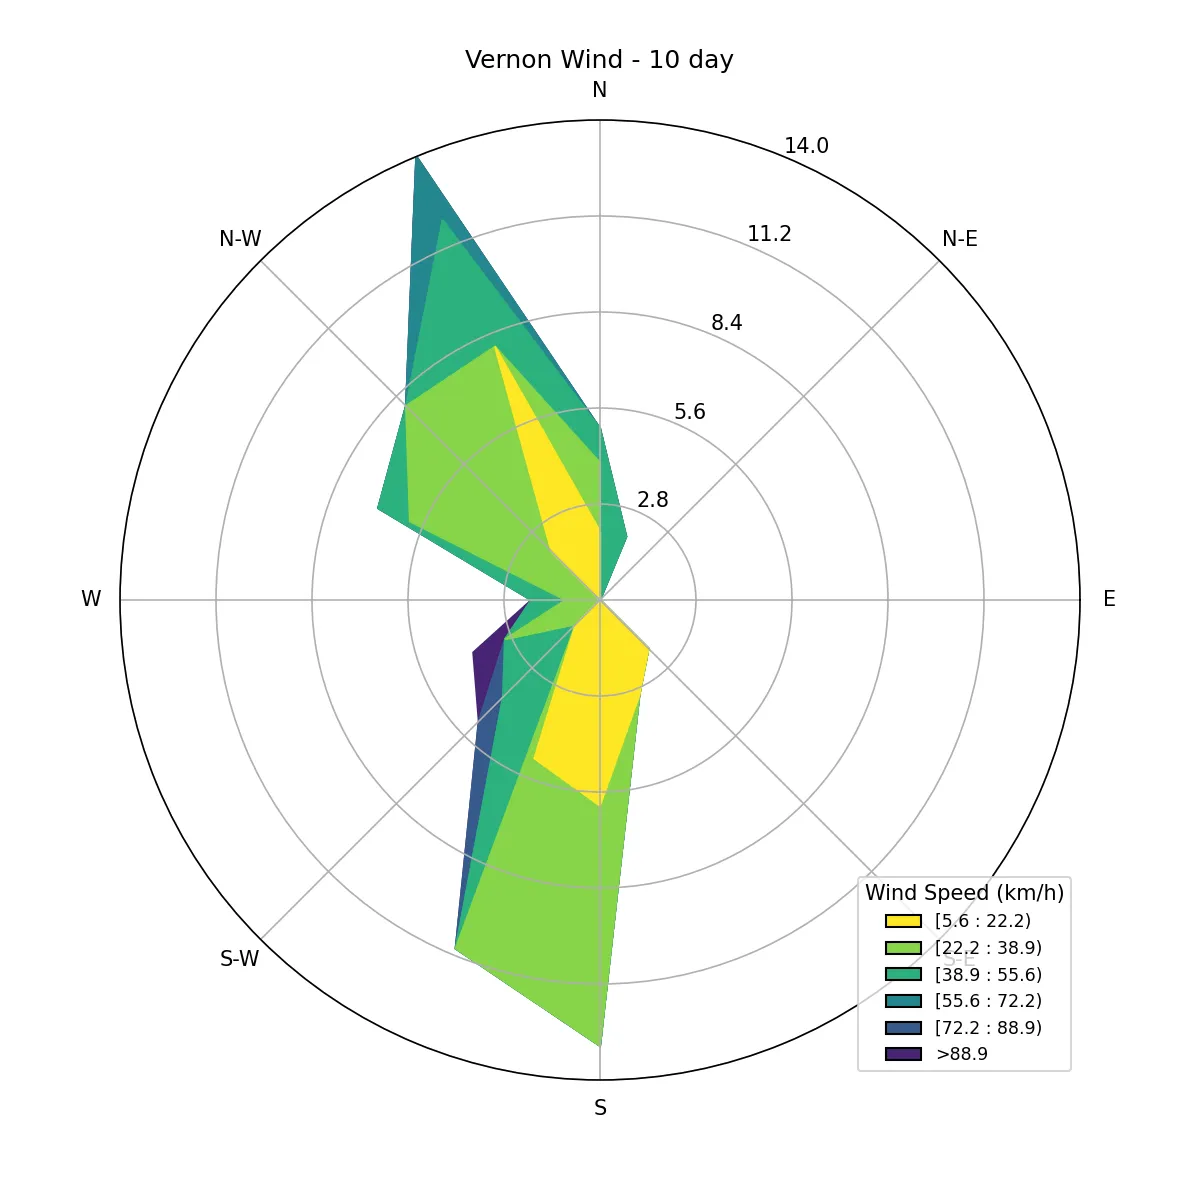 Vernon Wind - 10 day
N
14.0
N-W
N-E
11.2
8.4
5.6
2.8
W
E
S-W
S-E
S
Wind Speed (km/h)
[5.6 : 22.2)
[22.2 : 38.9)
[38.9 : 55.6)
[55.6 : 72.2)
[72.2 : 88.9)
>88.9